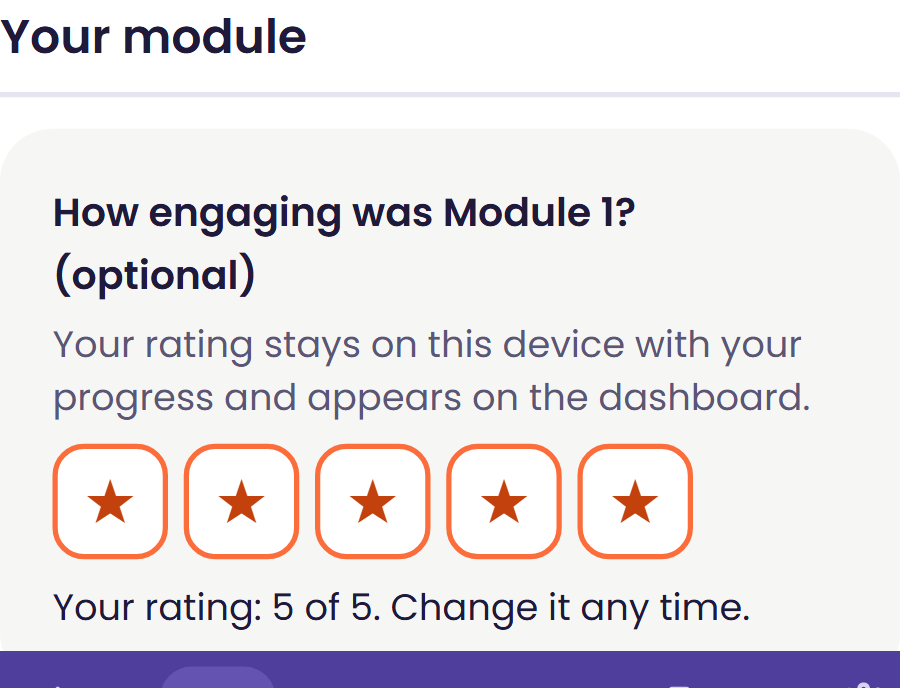 Your module
How engaging was Module 1?
(optional)
Your rating stays on this device with your
progress and appears on the dashboard.
Your rating: 5 of 5. Change it any time.